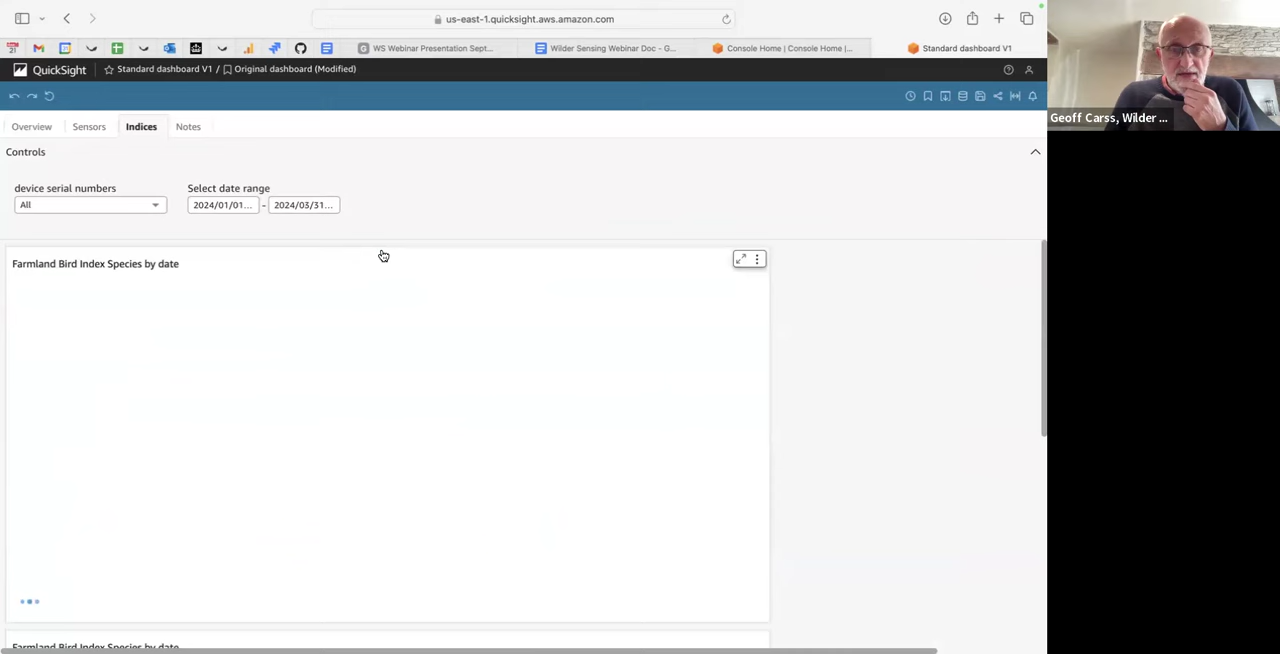 us-east-1.quicksight.aws.amazon.com
21
WS Webinar Presentation Sept...
Wilder Sensing Webinar Doc - G...
Console Home | Console Home |...
Standard dashboard V1
QuickSight
Standard dashboard V1 / Original dashboard (Modified)
Overview
Sensors
Indices
Notes
Controls
device serial numbers
Select date range
All
2024/01/01... - 2024/03/31...
Farmland Bird Index Species by date
Farmland Bird Index Species by date
Geoff Carss, Wilder ...